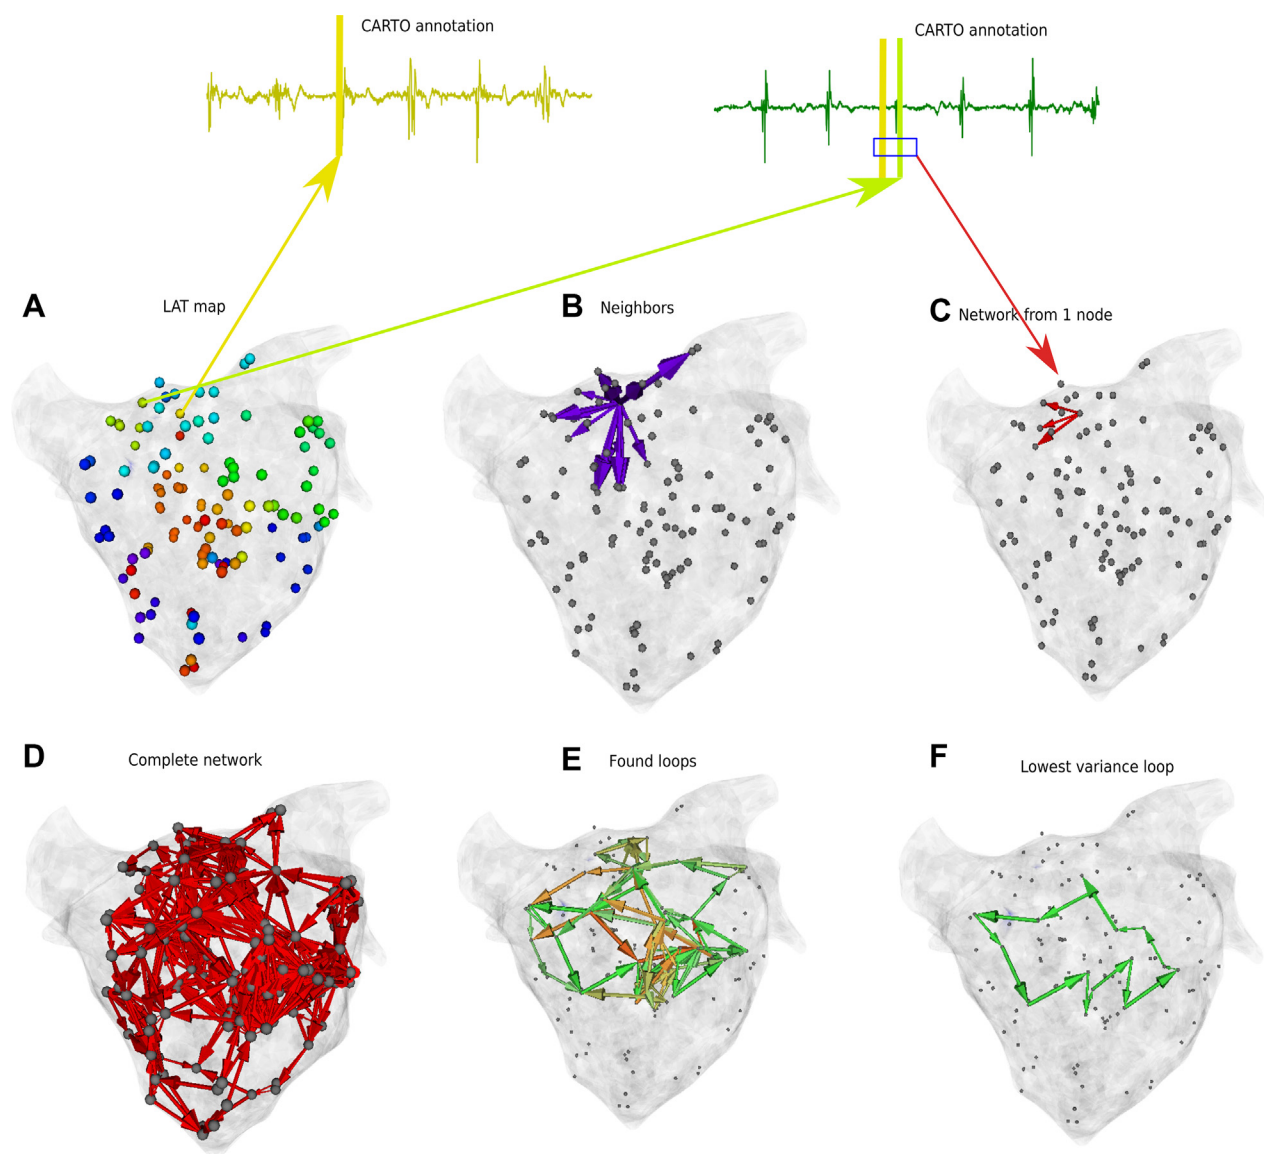 CARTO annotation
CARTO annotation
A
LAT map
B
Neighbors
C
Network from 1 node
D
Complete network
E
Found loops
F
Lowest variance loop